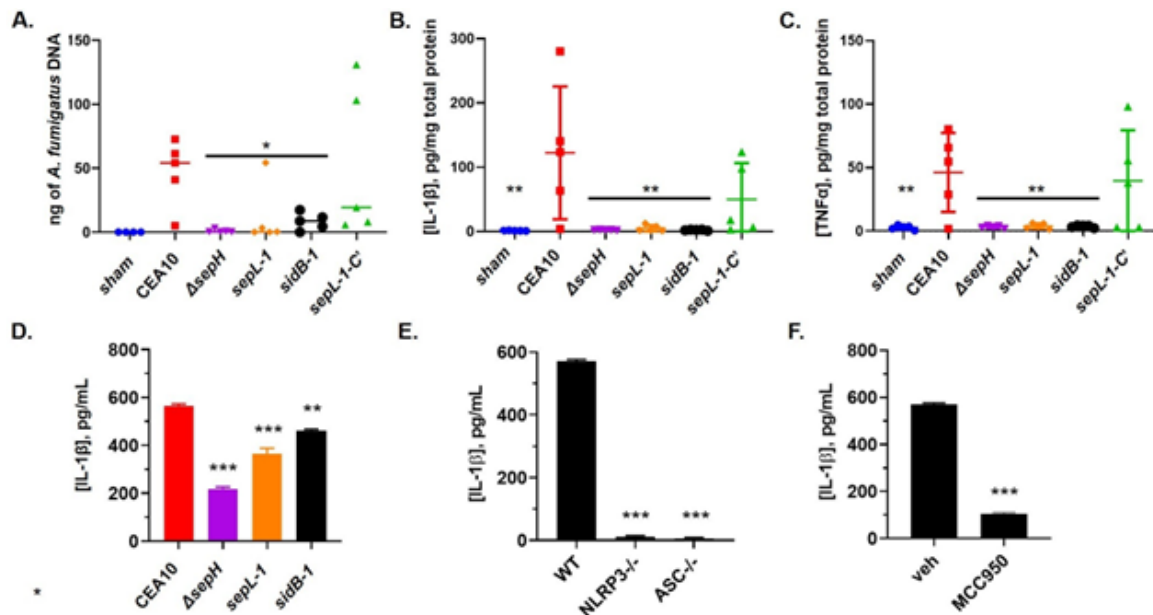 A.
ng of A. fumigatus DNA
150
100
50
0
*
sham
CEA10
ΔsepH
sepL-1
sidB-1
sepL-1-C'
B.
[IL-1β], pg/mg total protein
300
200
100
0
**
**
sham
CEA10
ΔsepH
sepL-1
sidB-1
sepL-1-C'
C.
[TNFα], pg/mg total protein
150
100
50
0
**
**
sham
CEA10
ΔsepH
sepL-1
sidB-1
sepL-1-C'
D.
[IL-1β], pg/mL
800
600
400
200
0
***
***
**
CEA10
ΔsepH
sepL-1
sidB-1
*
E.
[IL-1β], pg/mL
600
400
200
0
***
***
WT
NLRP3-/-
ASC-/-
F.
[IL-1β], pg/mL
800
600
400
200
0
***
veh
MCC950